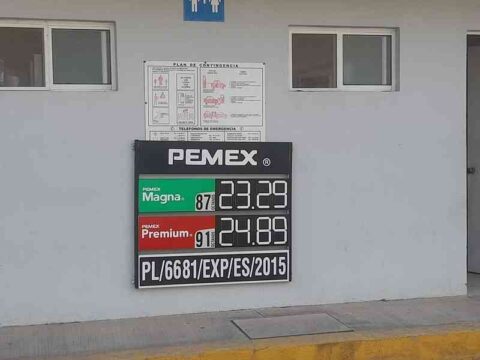 PLAN DE CONTINGENCIA
TELEFONOS DE EMERGENCIA
PEMEX®
PEMEX
Magna 87 23.29
PEMEX
Premium 91 24.89
PL/6681/EXP/ES/2015